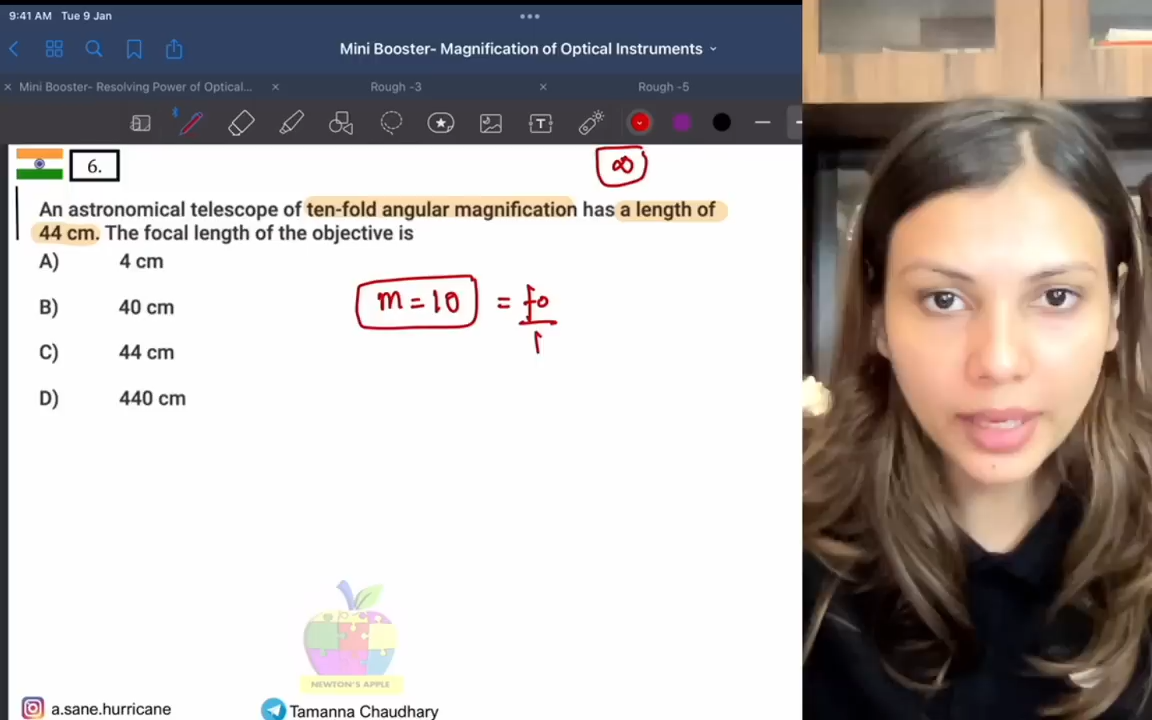 9:41 AM Tue 9 Jan
Mini Booster- Magnification of Optical Instruments
Mini Booster- Resolving Power of Optical...
Rough -3
Rough -5
6.
∞
An astronomical telescope of ten-fold angular magnification has a length of
44 cm. The focal length of the objective is
A) 4 cm
m = 10 = fo
B) 40 cm
C) 44 cm
D) 440 cm
NEWTON'S APPLE
a.sane.hurricane
Tamanna Chaudhary